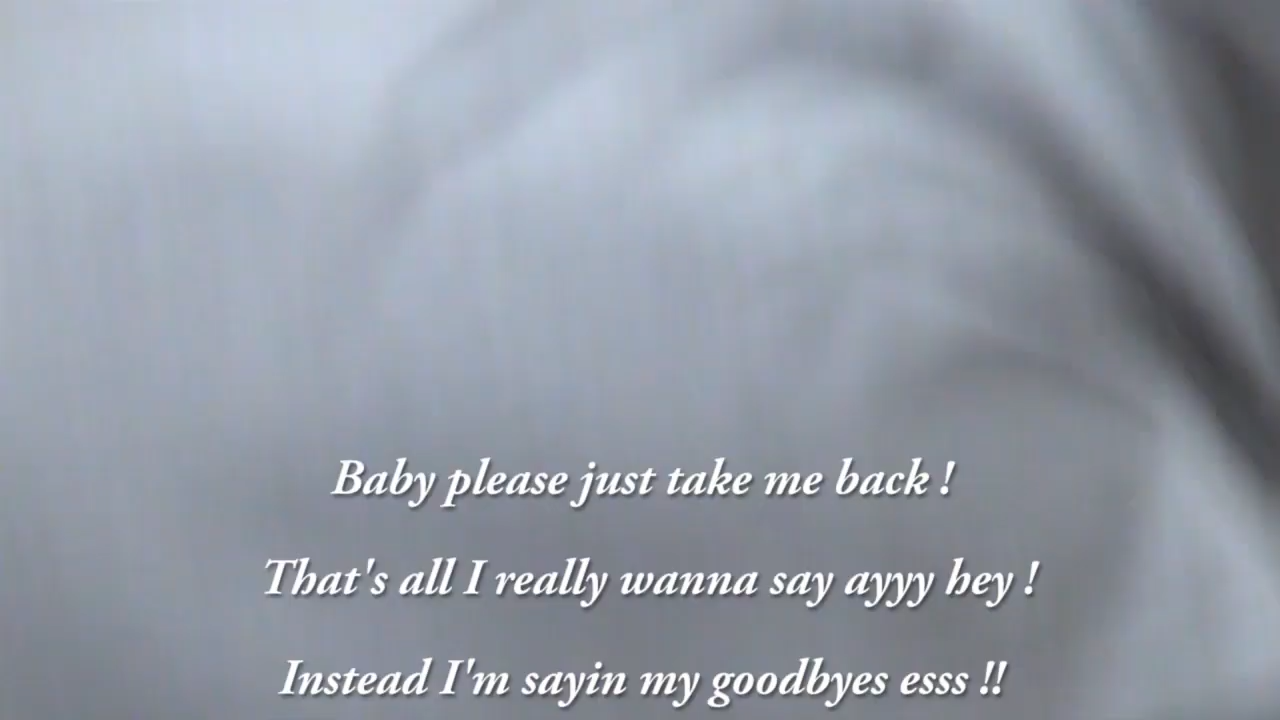 Baby please just take me back !
That's all I really wanna say ayyy hey !
Instead I'm sayin my goodbyes esss !!